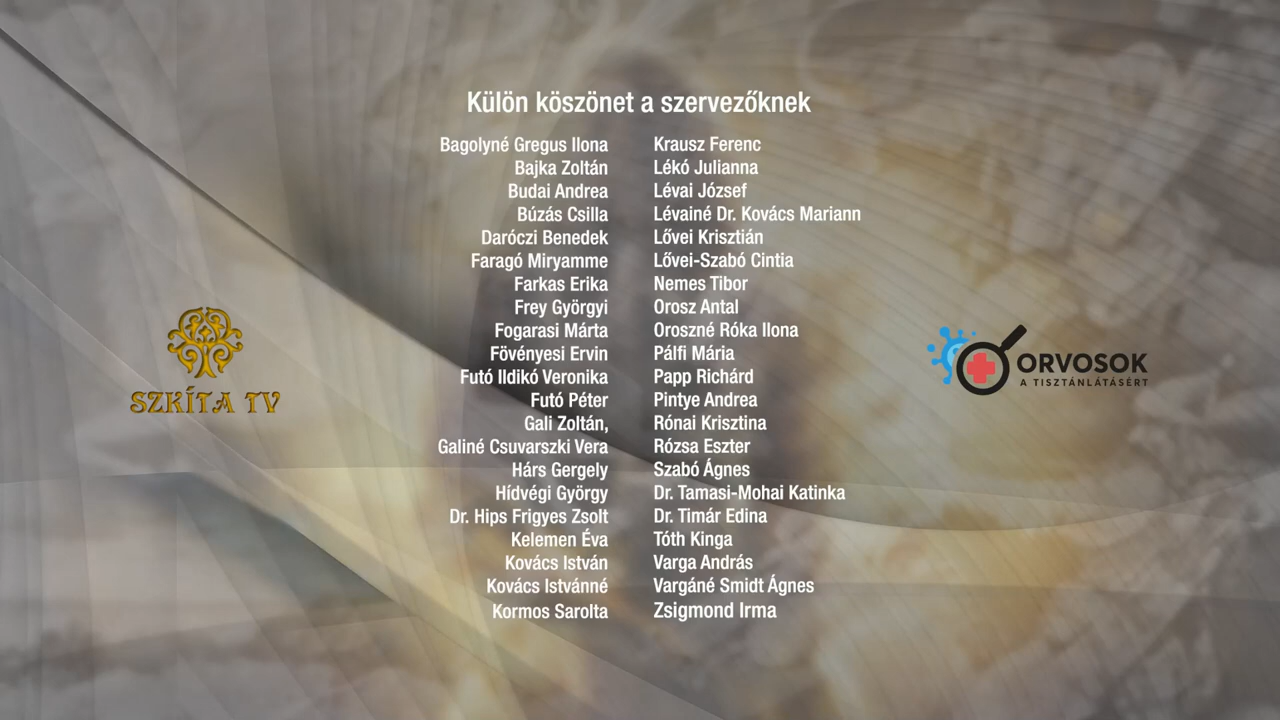 Külön köszönet a szervezőknek
Bagolyné Gregus Ilona
Bajka Zoltán
Budai Andrea
Búzás Csilla
Daróczi Benedek
Faragó Miryamme
Farkas Erika
Frey Györgyi
Fogarasi Márta
Fövényesi Ervin
Futó Ildikó Veronika
Futó Péter
Gali Zoltán,
Galiné Csuvarszki Vera
Hárs Gergely
Hídvégi György
Dr. Hips Frigyes Zsolt
Kelemen Éva
Kovács István
Kovács Istvánné
Kormos Sarolta
Krausz Ferenc
Lékó Julianna
Lévai József
Lévainé Dr. Kovács Mariann
Lővei Krisztián
Lővei-Szabó Cintia
Nemes Tibor
Orosz Antal
Oroszné Róka Ilona
Pálfi Mária
Papp Richárd
Pintye Andrea
Rónai Krisztina
Rózsa Eszter
Szabó Ágnes
Dr. Tamasi-Mohai Katinka
Dr. Timár Edina
Tóth Kinga
Varga András
Vargáné Smidt Ágnes
Zsigmond Irma
SZKÍTA TV
ORVOSOK
A TISZTÁNLÁTÁSÉRT